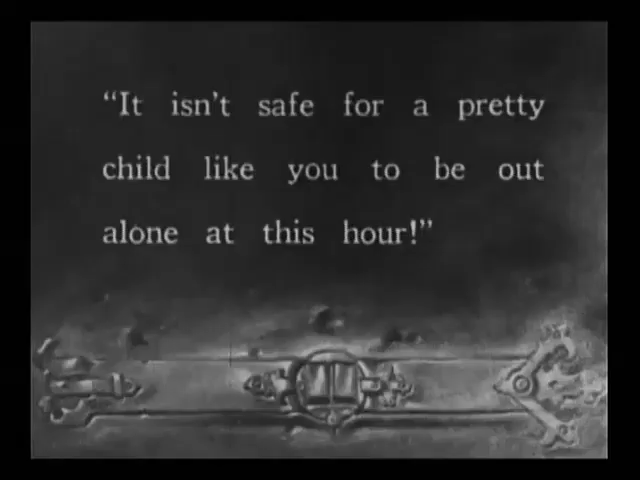 “It isn't safe for a pretty
child like you to be out
alone at this hour!”